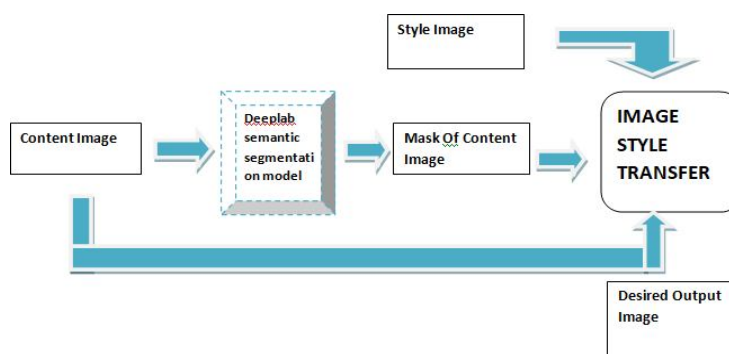 Style Image
Content Image
Deeplab
semantic
segmentati
on model
Mask Of Content
Image
IMAGE
STYLE
TRANSFER
Desired Output
Image